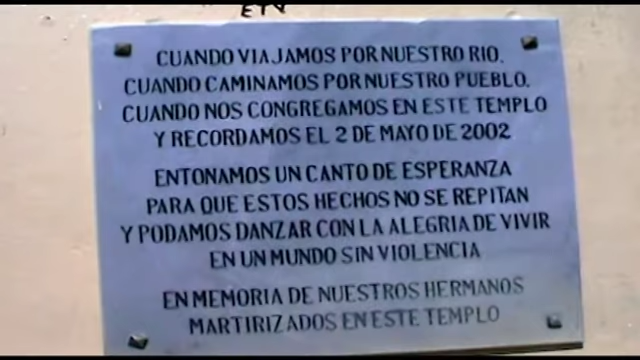 CUANDO VIAJAMOS POR NUESTRO RIO.
CUANDO CAMINAMOS POR NUESTRO PUEBLO.
CUANDO NOS CONGREGAMOS EN ESTE TEMPLO
Y RECORDAMOS EL 2 DE MAYO DE 2002
ENTONAMOS UN CANTO DE ESPERANZA
PARA QUE ESTOS HECHOS NO SE REPITAN
Y PODAMOS DANZAR CON LA ALEGRIA DE VIVIR
EN UN MUNDO SIN VIOLENCIA
EN MEMORIA DE NUESTROS HERMANOS
MARTIRIZADOS EN ESTE TEMPLO